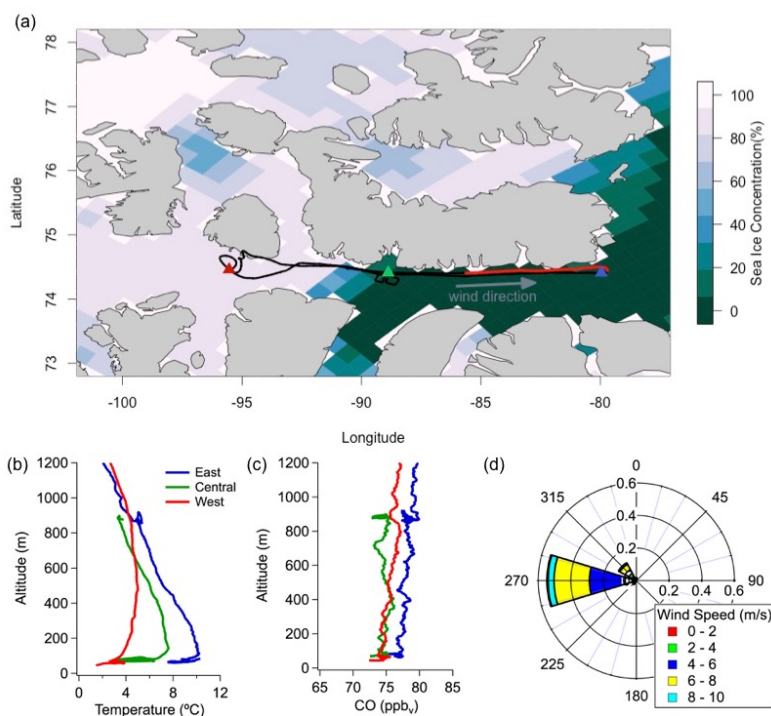 (a)
78
77
76
75
74
73
Latitude
wind direction
-100
-95
-90
-85
-80
Longitude
100
80
60
40
20
0
Sea Ice Concentration(%)
(b)
1200
1000
800
600
400
200
0
Altitude (m)
East
Central
West
0
4
8
12
Temperature (ºC)
(c)
1200
1000
800
600
400
200
0
Altitude (m)
65
70
75
80
85
CO (ppbv)
(d)
0
45
90
180
225
270
315
0.6
0.4
0.2
0.2
0.4
0.6
Wind Speed (m/s)
0 - 2
2 - 4
4 - 6
6 - 8
8 - 10